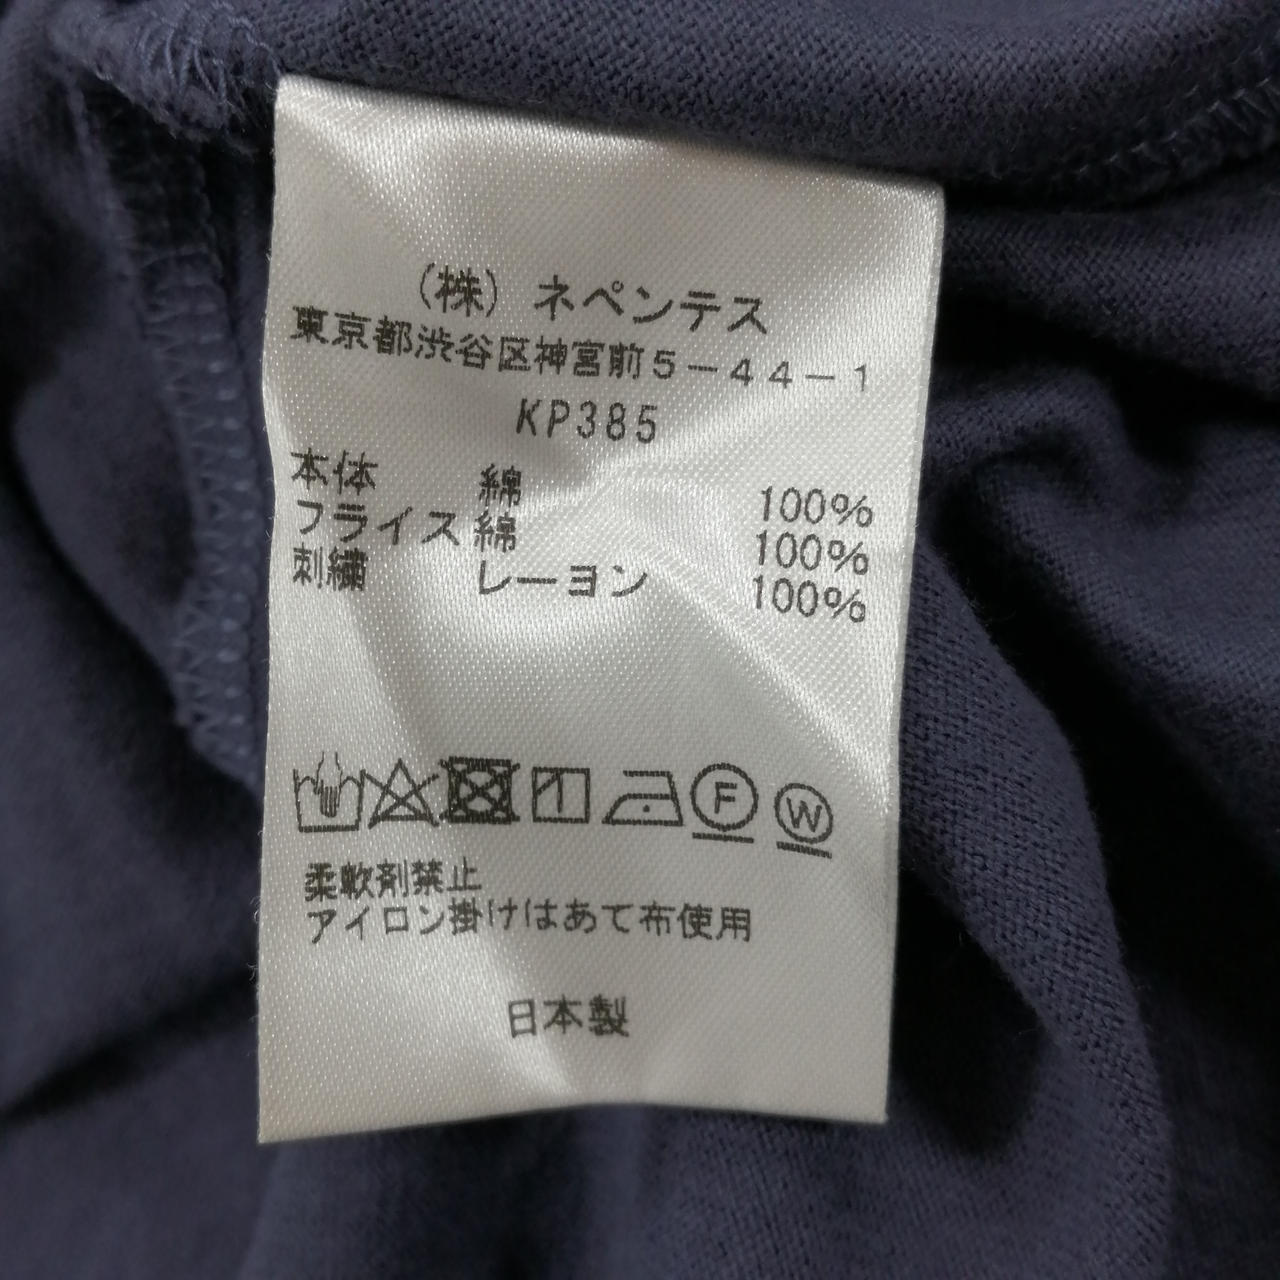 （株）ネペンテス
東京都渋谷区神宮前５－４４－１
KP385
本体 綿 100%
フライス 綿 100%
刺繍 レーヨン 100%
F W
柔軟剤禁止
アイロン掛けはあて布使用
日本製